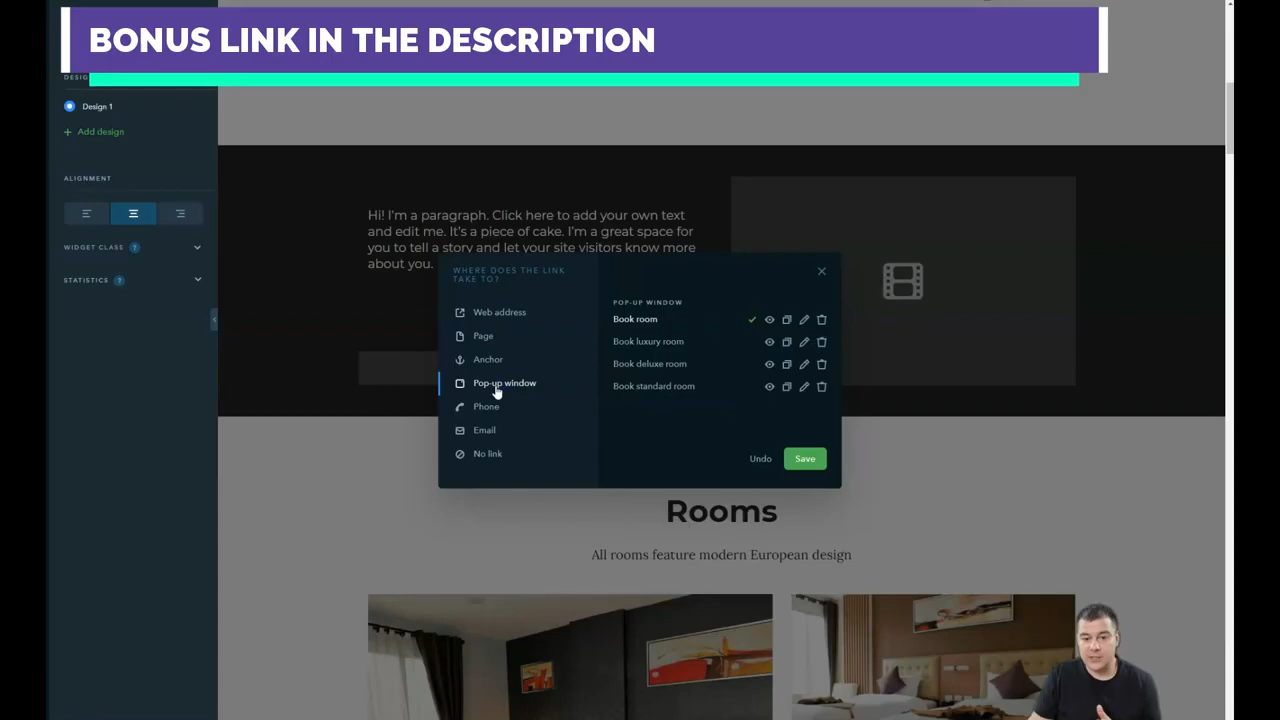 BONUS LINK IN THE DESCRIPTION
DESIG
Design 1
+ Add design
ALIGNMENT
WIDGET CLASS ?
STATISTICS ?
Hi! I'm a paragraph. Click here to add your own text
and edit me. It's a piece of cake. I'm a great space for
you to tell a story and let your site visitors know more
about you.
WHERE DOES THE LINK
TAKE TO?
Web address
Page
Anchor
Pop-up window
Phone
Email
No link
POP-UP WINDOW
Book room
Book luxury room
Book deluxe room
Book standard room
Undo
Save
Rooms
All rooms feature modern European design